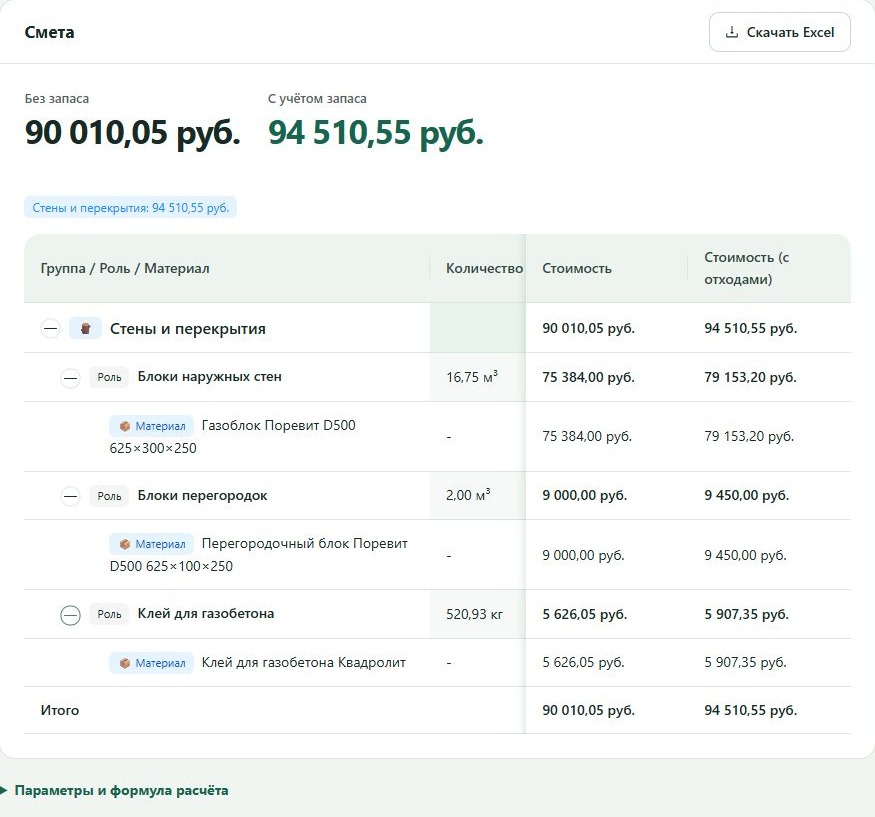 Смета
Скачать Excel
Без запаса
С учётом запаса
90 010,05 руб.
94 510,55 руб.
Стены и перекрытия: 94 510,55 руб.
Группа / Роль / Материал
Количество
Стоимость
Стоимость (с
отходами)
Стены и перекрытия
90 010,05 руб.
94 510,55 руб.
Роль
Блоки наружных стен
16,75 м³
75 384,00 руб.
79 153,20 руб.
Материал
Газоблок Поревит D500
625×300×250
-
75 384,00 руб.
79 153,20 руб.
Роль
Блоки перегородок
2,00 м³
9 000,00 руб.
9 450,00 руб.
Материал
Перегородочный блок Поревит
D500 625×100×250
-
9 000,00 руб.
9 450,00 руб.
Роль
Клей для газобетона
520,93 кг
5 626,05 руб.
5 907,35 руб.
Материал
Клей для газобетона Квадролит
-
5 626,05 руб.
5 907,35 руб.
Итого
90 010,05 руб.
94 510,55 руб.
Параметры и формула расчёта